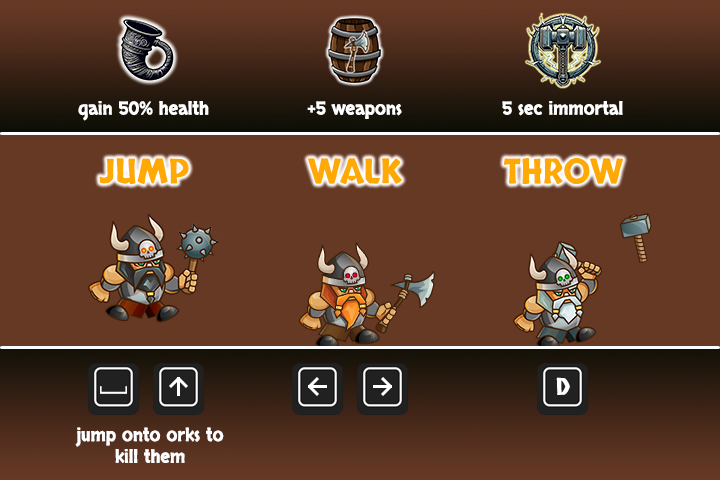 gain 50% health
+5 weapons
5 sec immortal
JUMP
WALK
THROW
↑
←
→
D
jump onto orks to
kill them